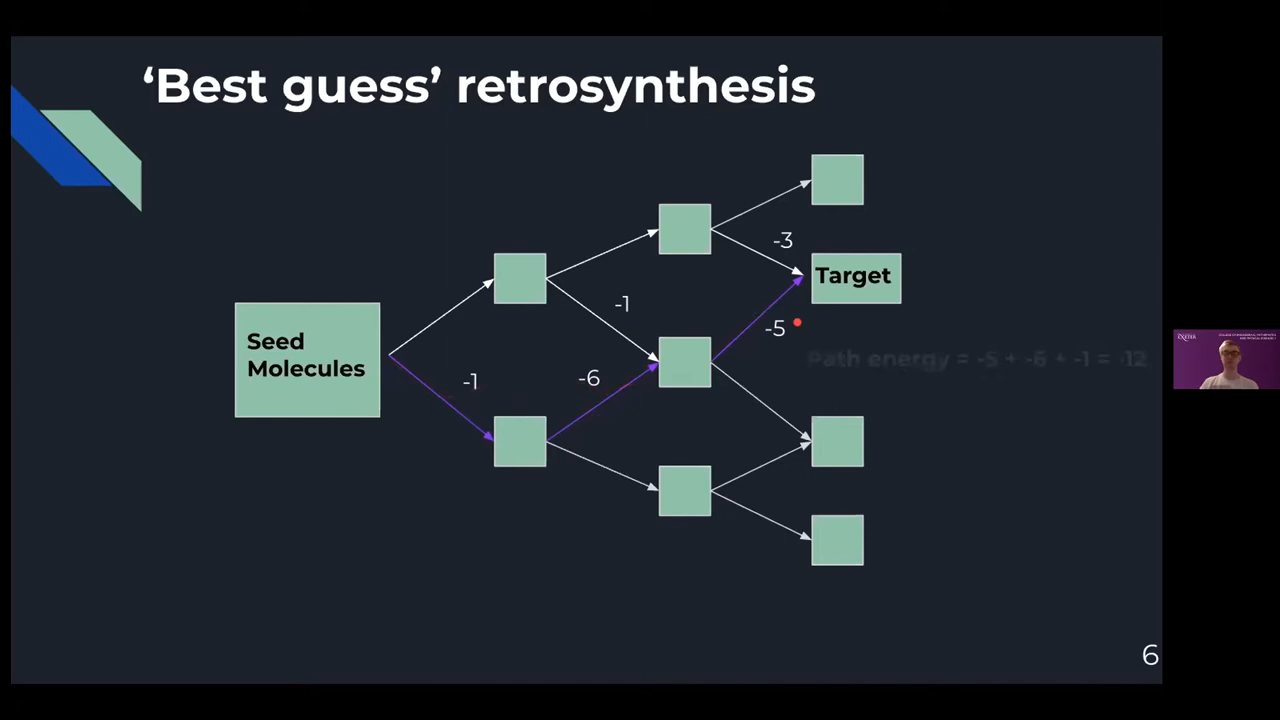 ‘Best guess’ retrosynthesis
-3
Target
-1
Seed
Molecules
-5
Path energy = -5 + -6 + -1 = -12
-1
-6
6